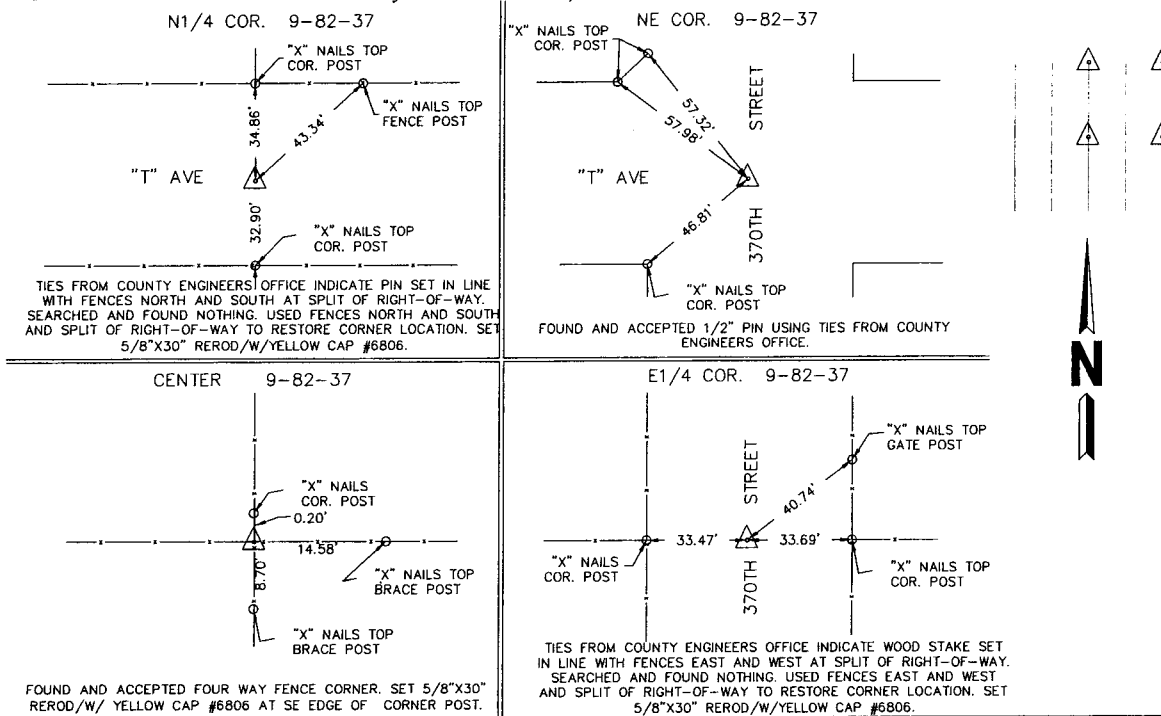 N1/4 COR. 9-82-37
"X" NAILS TOP
COR. POST
"X" NAILS TOP
FENCE POST
34.86'
43.34'
"T" AVE
32.90'
"X" NAILS TOP
COR. POST
TIES FROM COUNTY ENGINEERS OFFICE INDICATE PIN SET IN LINE
WITH FENCES NORTH AND SOUTH AT SPLIT OF RIGHT-OF-WAY.
SEARCHED AND FOUND NOTHING. USED FENCES NORTH AND SOUTH
AND SPLIT OF RIGHT-OF-WAY TO RESTORE CORNER LOCATION. SET
5/8"X30" REROD/W/YELLOW CAP #6806.
NE COR. 9-82-37
"X" NAILS TOP
COR. POST
57.32'
57.98'
STREET
"T" AVE
46.81'
370TH
"X" NAILS TOP
COR. POST
FOUND AND ACCEPTED 1/2" PIN USING TIES FROM COUNTY
ENGINEERS OFFICE.
N
CENTER 9-82-37
"X" NAILS
COR. POST
0.20'
14.58'
8.70'
"X" NAILS TOP
BRACE POST
"X" NAILS TOP
BRACE POST
FOUND AND ACCEPTED FOUR WAY FENCE CORNER. SET 5/8"X30"
REROD/W/ YELLOW CAP #6806 AT SE EDGE OF CORNER POST.
E1/4 COR. 9-82-37
"X" NAILS TOP
GATE POST
STREET
40.74'
33.47'
33.69'
"X" NAILS
COR. POST
370TH
"X" NAILS TOP
COR. POST
TIES FROM COUNTY ENGINEERS OFFICE INDICATE WOOD STAKE SET
IN LINE WITH FENCES EAST AND WEST AT SPLIT OF RIGHT-OF-WAY.
SEARCHED AND FOUND NOTHING. USED FENCES EAST AND WEST
AND SPLIT OF RIGHT-OF-WAY TO RESTORE CORNER LOCATION. SET
5/8"X30" REROD/W/YELLOW CAP #6806.